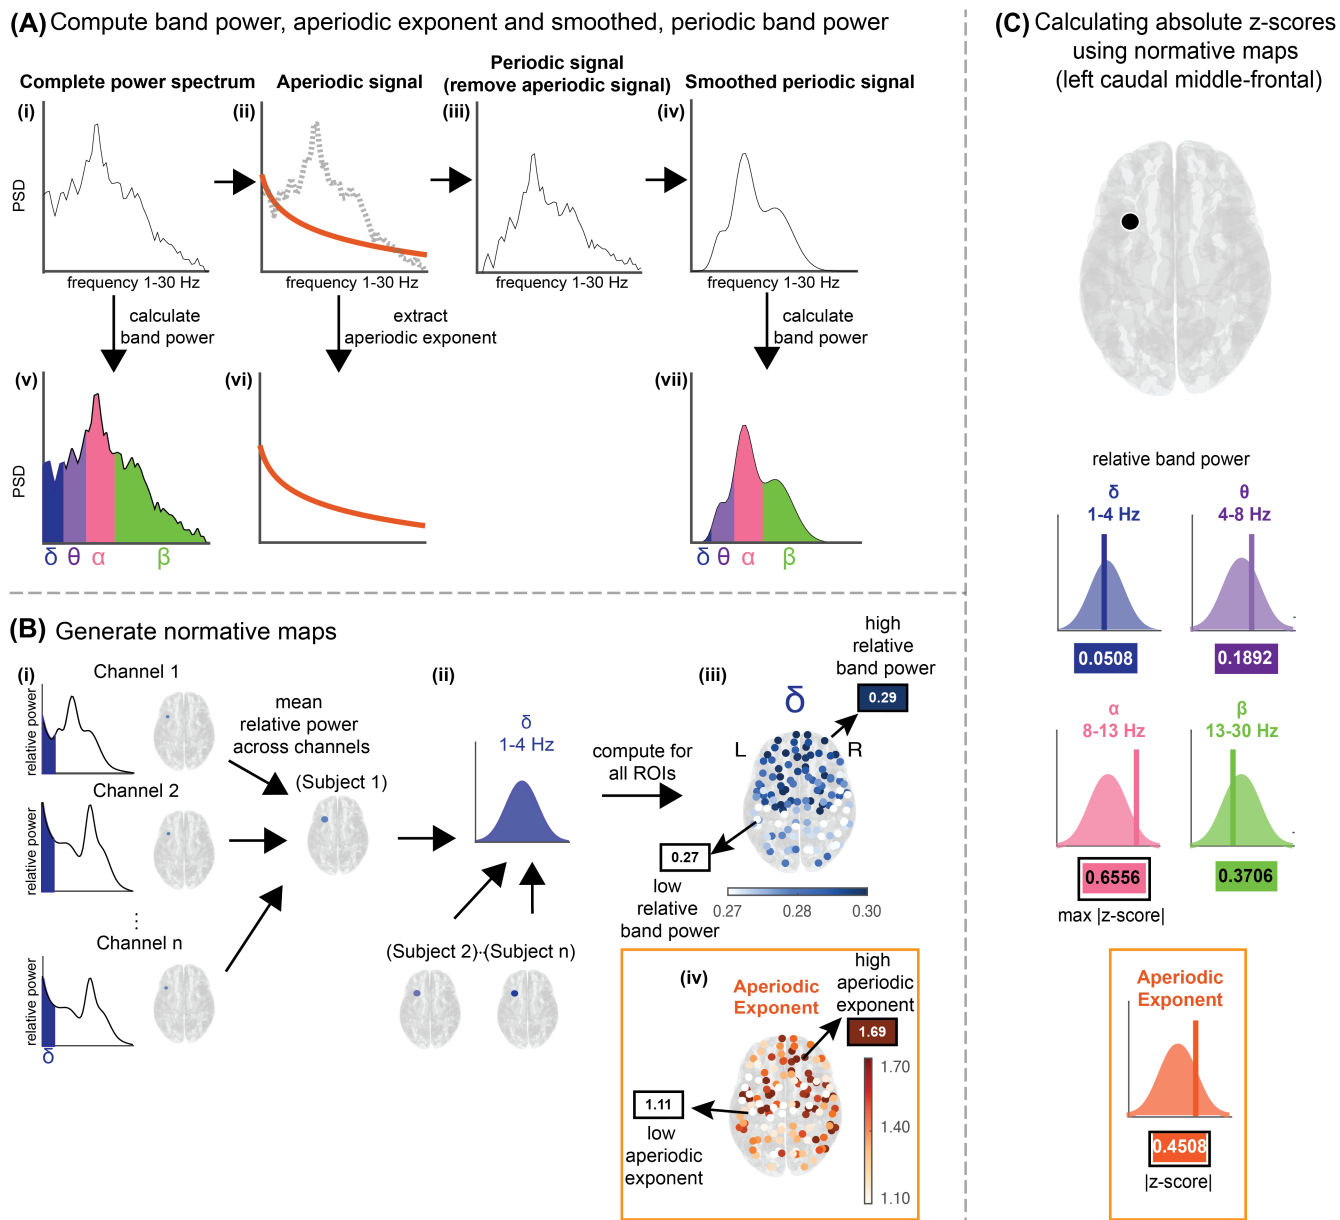 (A) Compute band power, aperiodic exponent and smoothed, periodic band power
Complete power spectrum
Aperiodic signal
Periodic signal
(remove aperiodic signal)
Smoothed periodic signal
(i)
(ii)
(iii)
(iv)
PSD
frequency 1-30 Hz
frequency 1-30 Hz
frequency 1-30 Hz
frequency 1-30 Hz
calculate
band power
extract
aperiodic exponent
calculate
band power
(v)
(vi)
(vii)
PSD
δ θ α β
δ θ α β
(B) Generate normative maps
(i)
Channel 1
relative power
Channel 2
relative power
⋮
Channel n
relative power
δ
mean
relative power
across channels
(Subject 1)
(ii)
δ
1-4 Hz
(Subject 2)··(Subject n)
compute for
all ROIs
(iii)
δ
L
R
high
relative
band power
0.29
0.27
low
relative
band power
0.27
0.28
0.30
(iv)
Aperiodic
Exponent
high
aperiodic
exponent
1.69
1.11
low
aperiodic
exponent
1.70
1.40
1.10
(C) Calculating absolute z-scores
using normative maps
(left caudal middle-frontal)
relative band power
δ
1-4 Hz
0.0508
θ
4-8 Hz
0.1892
α
8-13 Hz
0.6556
max |z-score|
β
13-30 Hz
0.3706
Aperiodic
Exponent
0.4508
|z-score|